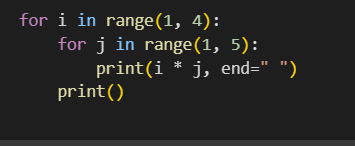 for i in range(1, 4):
    for j in range(1, 5):
        print(i * j, end=" ")
    print()